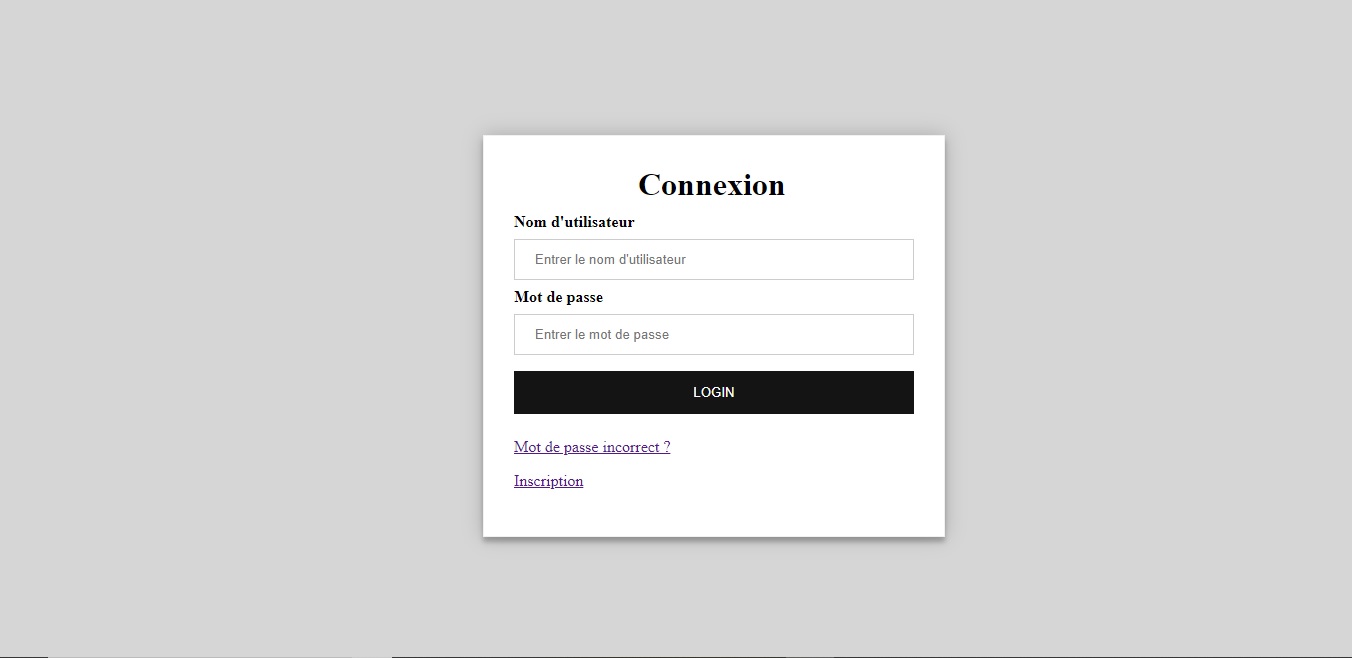 Connexion
Nom d'utilisateur
Entrer le nom d'utilisateur
Mot de passe
Entrer le mot de passe
LOGIN
Mot de passe incorrect ?
Inscription